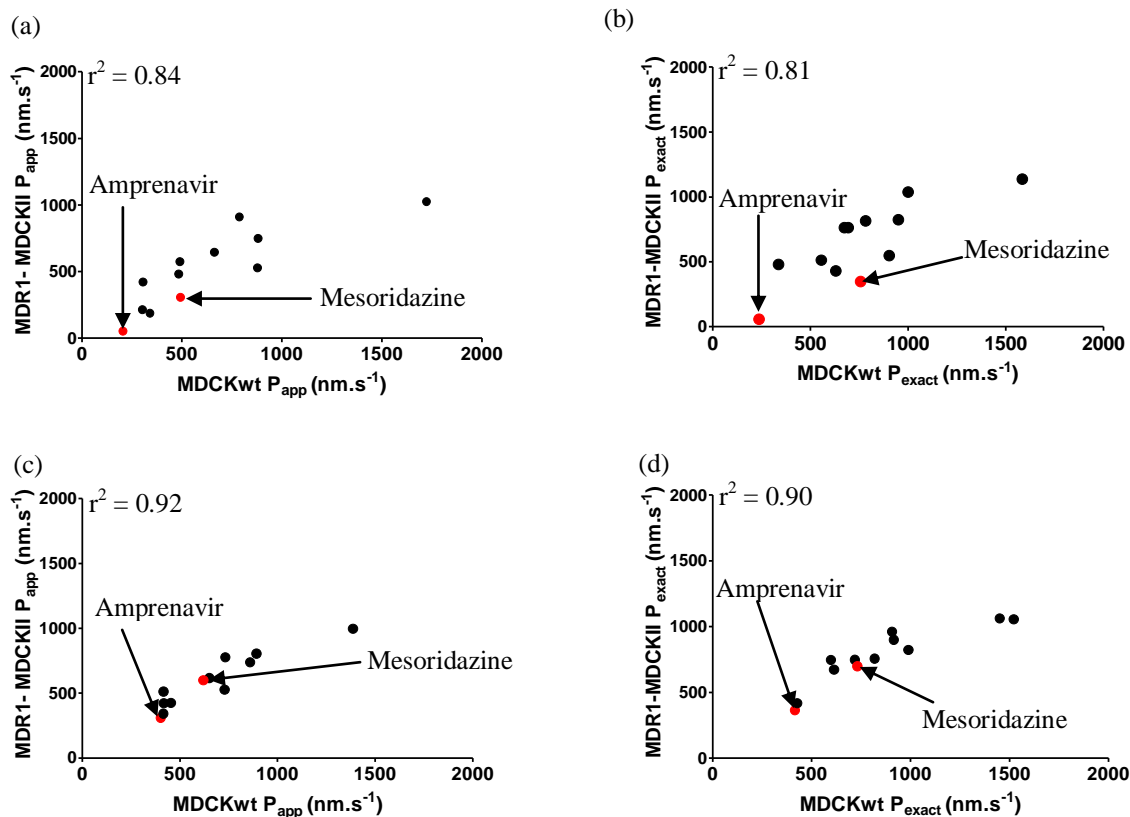 (a)
r² = 0.84
MDR1- MDCKII Papp (nm.s⁻¹)
2000
1500
1000
500
0
Amprenavir
Mesoridazine
0 500 1000 1500 2000
MDCKwt Papp (nm.s⁻¹)
(b)
r² = 0.81
MDR1-MDCKII Pexact (nm.s⁻¹)
2000
1500
1000
500
0
Amprenavir
Mesoridazine
0 500 1000 1500 2000
MDCKwt Pexact (nm.s⁻¹)
(c)
r² = 0.92
MDR1- MDCKII Papp (nm.s⁻¹)
2000
1500
1000
500
0
Amprenavir
Mesoridazine
0 500 1000 1500 2000
MDCKwt Papp (nm.s⁻¹)
(d)
r² = 0.90
MDR1-MDCKII Pexact (nm.s⁻¹)
2000
1500
1000
500
0
Amprenavir
Mesoridazine
0 500 1000 1500 2000
MDCKwt Pexact (nm.s⁻¹)